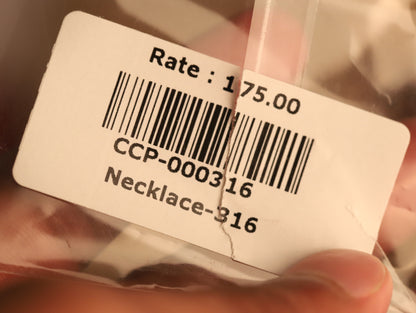 Rate : 175.00
CCP-000316
Necklace-316